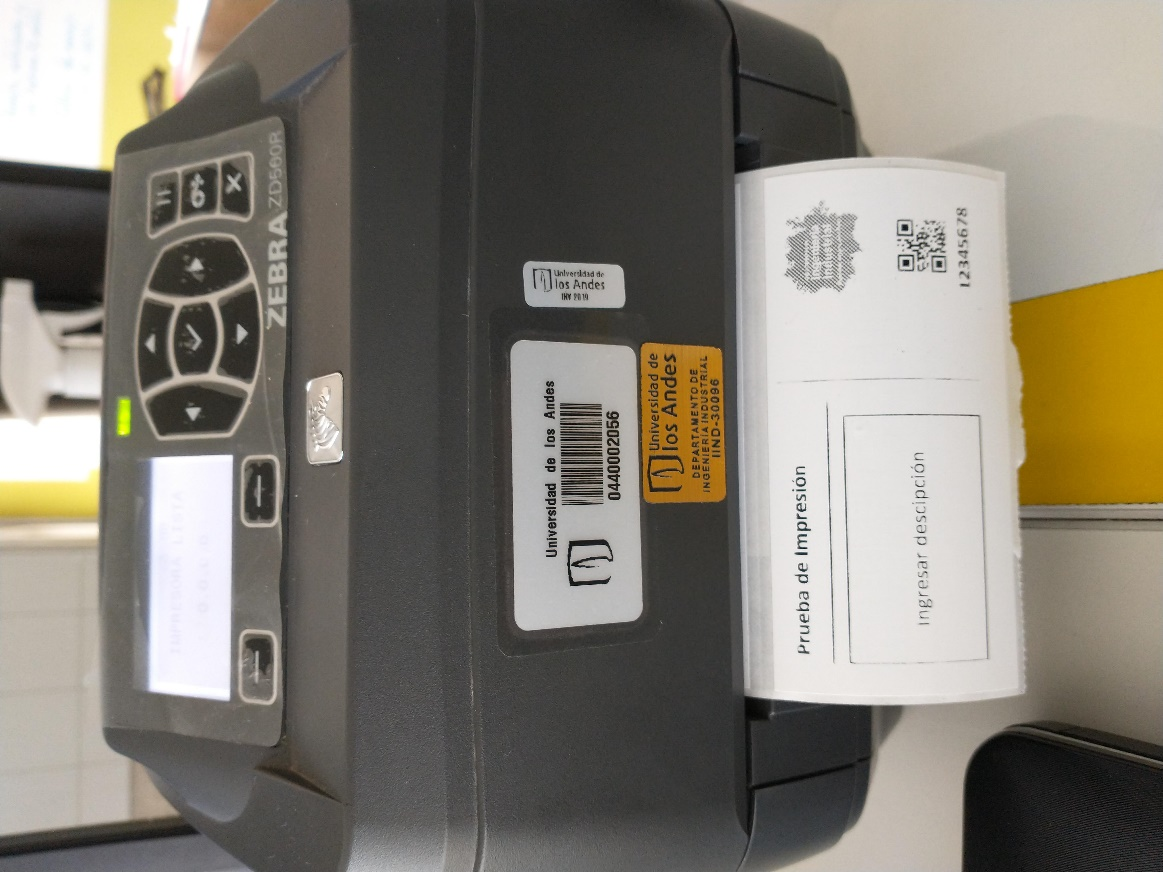 IMPRESORA LISTA
ZEBRA ZD500R
Universidad de
los Andes
INV 2019
Universidad de los Andes
0440002056
Universidad de
los Andes
DEPARTAMENTO DE
INGENIERÍA INDUSTRIAL
IIND-30096
Prueba de Impresión
Ingresar descipción
12345678